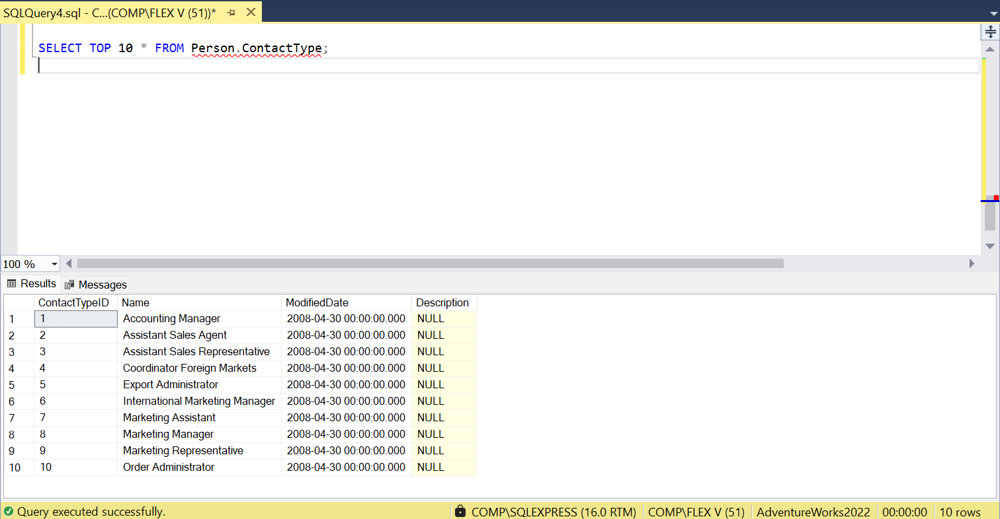 SQLQuery4.sql - C...(COMP\FLEX V (51))*
SELECT TOP 10 * FROM Person.ContactType;
100 %
Results Messages
ContactTypeID Name ModifiedDate Description
1 1 Accounting Manager 2008-04-30 00:00:00.000 NULL
2 2 Assistant Sales Agent 2008-04-30 00:00:00.000 NULL
3 3 Assistant Sales Representative 2008-04-30 00:00:00.000 NULL
4 4 Coordinator Foreign Markets 2008-04-30 00:00:00.000 NULL
5 5 Export Administrator 2008-04-30 00:00:00.000 NULL
6 6 International Marketing Manager 2008-04-30 00:00:00.000 NULL
7 7 Marketing Assistant 2008-04-30 00:00:00.000 NULL
8 8 Marketing Manager 2008-04-30 00:00:00.000 NULL
9 9 Marketing Representative 2008-04-30 00:00:00.000 NULL
10 10 Order Administrator 2008-04-30 00:00:00.000 NULL
Query executed successfully. COMP\SQLEXPRESS (16.0 RTM) COMP\FLEX V (51) AdventureWorks2022 00:00:00 10 rows